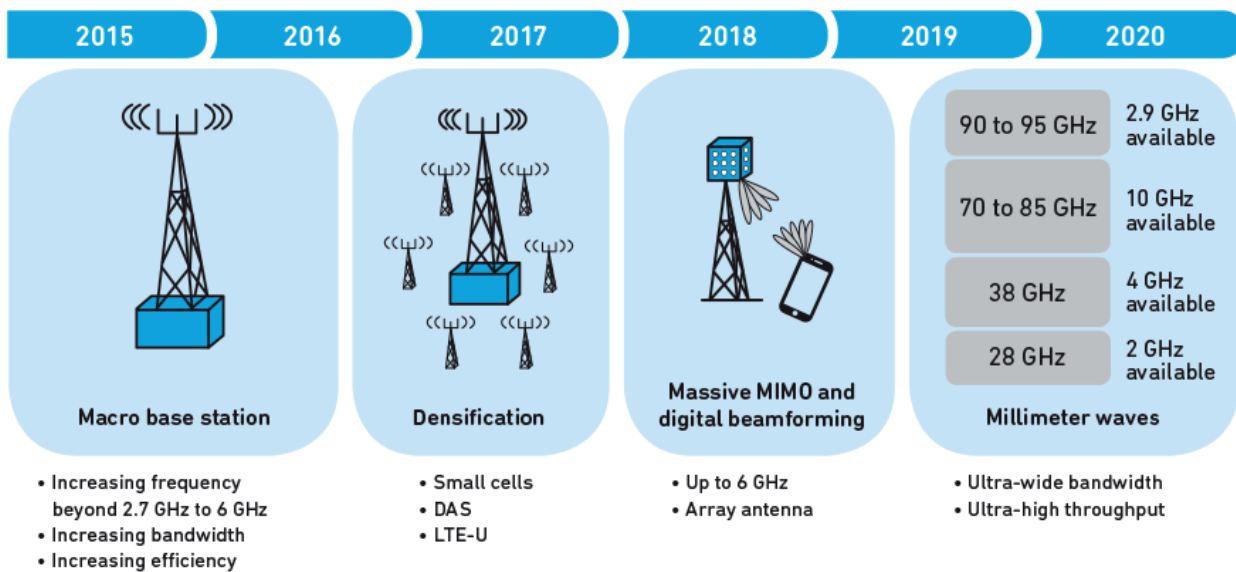 2015
2016
2017
2018
2019
2020
Macro base station
• Increasing frequency
beyond 2.7 GHz to 6 GHz
• Increasing bandwidth
• Increasing efficiency
Densification
• Small cells
• DAS
• LTE-U
Massive MIMO and
digital beamforming
• Up to 6 GHz
• Array antenna
90 to 95 GHz
2.9 GHz
available
70 to 85 GHz
10 GHz
available
38 GHz
4 GHz
available
28 GHz
2 GHz
available
Millimeter waves
• Ultra-wide bandwidth
• Ultra-high throughput